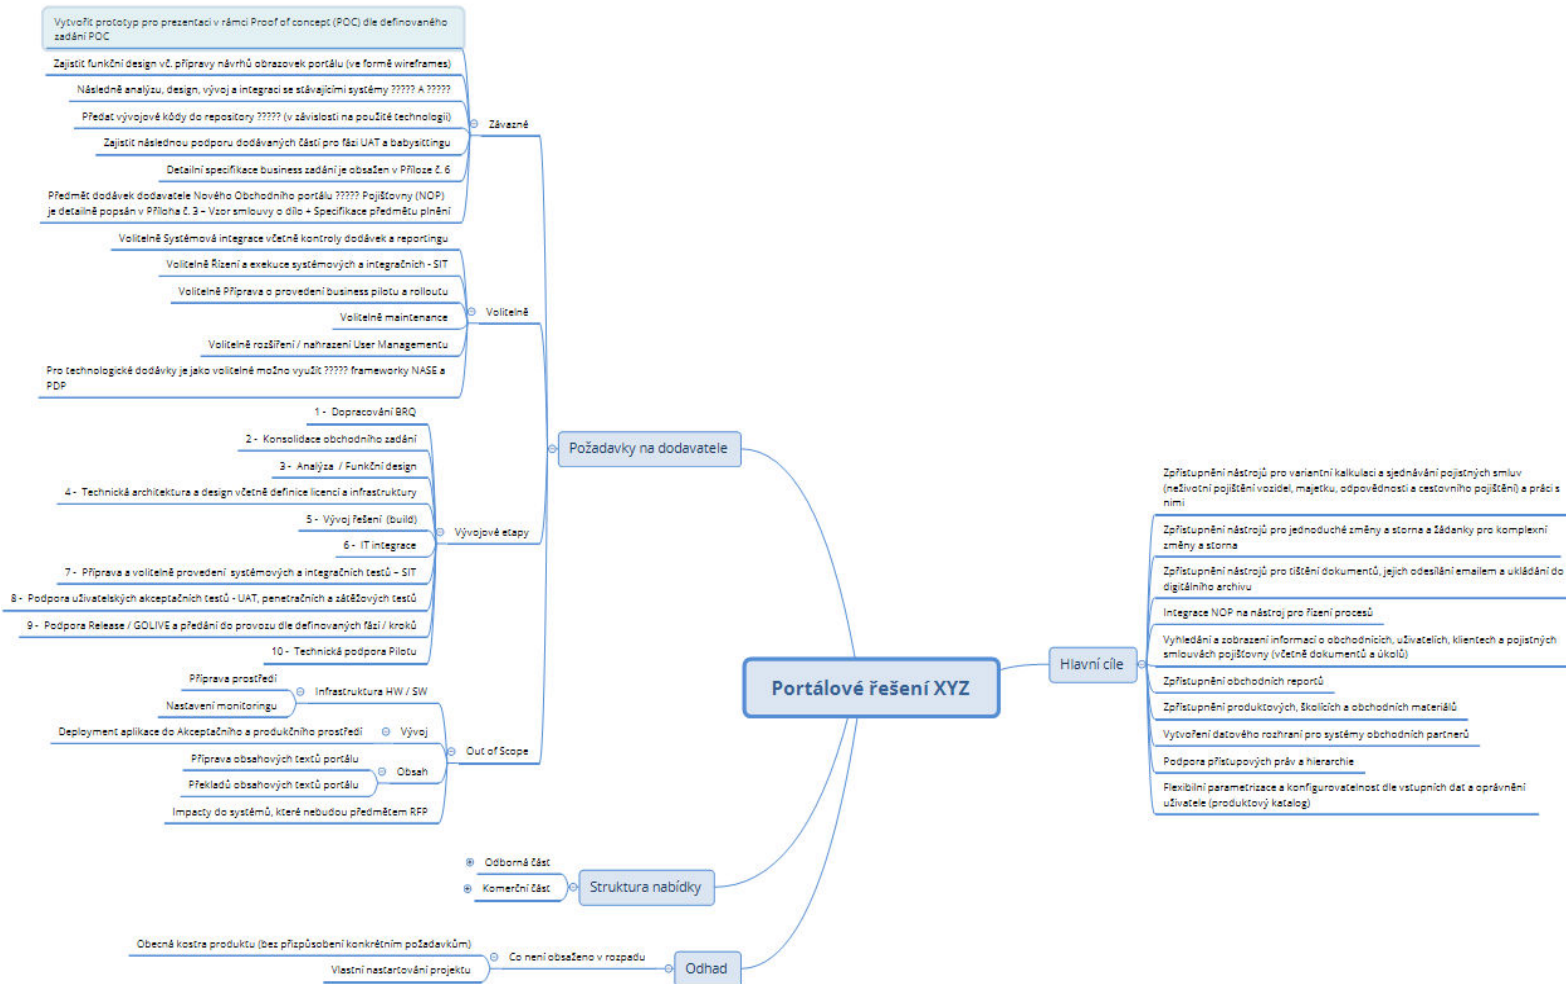 Vytvořit prototyp pro prezentaci v rámci Proof of concept (POC) dle definovaného
zadání POC
Zajistit funkční design vč. přípravy návrhů obrazovek portálu (ve formě wireframes)
Následně analýzu, design, vývoj a integraci se stávajícími systémy ????? A ?????
Předat vývojové kódy do repository ????? (v závislosti na použité technologii)
Zajistit následnou podporu dodávaných částí pro fázi UAT a babysittingu
Detailní specifikace business zadání je obsažen v Příloze č. 6
Předmět dodávek dodavatele Nového Obchodního portálu ????? Pojišťovny (NOP)
je detailně popsán v Příloha č. 3 – Vzor smlouvy o dílo + Specifikace předmětu plnění
Závazné
Volitelně Systémová integrace včetně kontroly dodávek a reportingu
Volitelně Řízení a exekuce systémových a integračních - SIT
Volitelně Příprava o provedení business pilotu a rolloutu
Volitelně maintenance
Volitelně rozšíření / nahrazení User Managementu
Pro technologické dodávky je jako volitelné možno využít ????? frameworky NASE a
PDP
Volitelně
1 - Dopracování BRQ
2 - Konsolidace obchodního zadání
3 - Analýza / Funkční design
4 - Technická architektura a design včetně definice licencí a infrastruktury
5 - Vývoj řešení (build)
6 - IT integrace
7 - Příprava a volitelně provedení systémových a integračních testů – SIT
8 - Podpora uživatelských akceptačních testů - UAT, penetračních a zátěžových testů
9 - Podpora Release / GOLIVE a předání do provozu dle definovaných fází / kroků
10 - Technická podpora Pilotu
Vývojové etapy
Příprava prostředí
Nastavení monitoringu
Infrastruktura HW / SW
Deployment aplikace do Akceptačního a produkčního prostředí
Vývoj
Příprava obsahových textů portálu
Překladů obsahových textů portálu
Obsah
Impacty do systémů, které nebudou předmětem RFP
Out of Scope
Požadavky na dodavatele
Odborná část
Komerční část
Struktura nabídky
Obecná kostra produktu (bez přizpůsobení konkrétním požadavkům)
Vlastní nastartování projektu
Co není obsaženo v rozpadu
Odhad
Portálové řešení XYZ
Hlavní cíle
Zpřístupnění nástrojů pro variantní kalkulaci a sjednávání pojistných smluv
(neživotní pojištění vozidel, majetku, odpovědnosti a cestovního pojištění) a práci s
nimi
Zpřístupnění nástrojů pro jednoduché změny a storna a žádanky pro komplexní
změny a storna
Zpřístupnění nástrojů pro tištění dokumentů, jejich odesílání emailem a ukládání do
digitálního archivu
Integrace NOP na nástroj pro řízení procesů
Vyhledání a zobrazení informací o obchodnících, uživatelích, klientech a pojistných
smlouvách pojišťovny (včetně dokumentů a úkolů)
Zpřístupnění obchodních reportů
Zpřístupnění produktových, školících a obchodních materiálů
Vytvoření datového rozhraní pro systémy obchodních partnerů
Podpora přístupových práv a hierarchie
Flexibilní parametrizace a konfigurovatelnost dle vstupních dat a oprávnění
uživatele (produktový katalog)